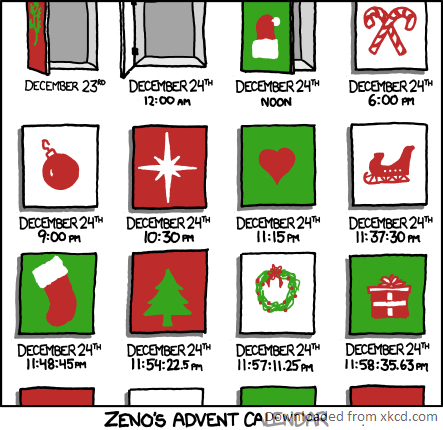 DECEMBER 23RD
DECEMBER 24TH
12:00 AM
DECEMBER 24TH
NOON
DECEMBER 24TH
6:00 PM
DECEMBER 24TH
9:00 PM
DECEMBER 24TH
10:30 PM
DECEMBER 24TH
11:15 PM
DECEMBER 24TH
11:37:30 PM
DECEMBER 24TH
11:48:45 PM
DECEMBER 24TH
11:54:22.5 PM
DECEMBER 24TH
11:57:11.25 PM
DECEMBER 24TH
11:58:35.63 PM
ZENO'S ADVENT CALENDAR
Downloaded from xkcd.com